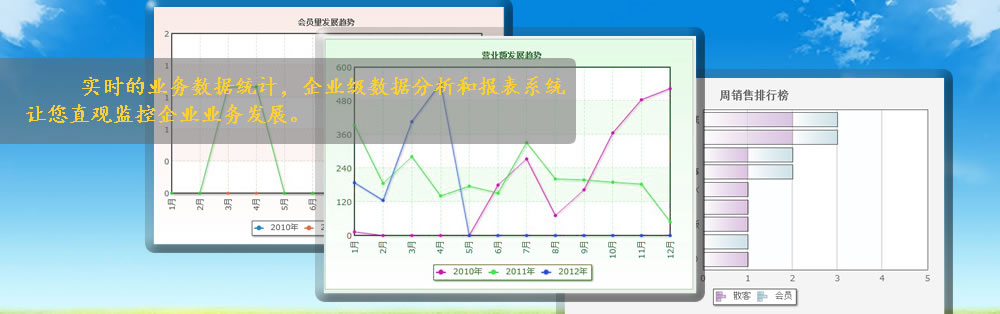 会员量发展趋势
2
2
1
1
0
0
1月 2月 3月 4月 5月 6月
2010年
营业额发展趋势
600
480
360
240
120
0
1月 2月 3月 4月 5月 6月 7月 8月 9月 10月 11月 12月
2010年 2011年 2012年
实时的业务数据统计，企业级数据分析和报表系统
让您直观监控企业业务发展。
周销售排行榜
1 2 3 4 5
散客 会员